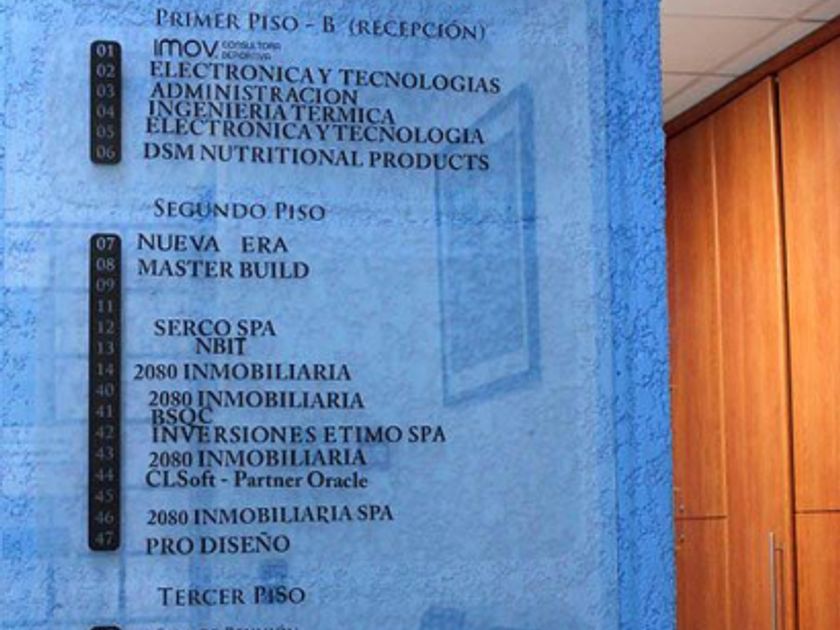 PRIMER PISO - B (RECEPCIÓN)
01 IMOV CONSULTORA DEPORTIVA
02 ELECTRONICA Y TECNOLOGIAS
03 ADMINISTRACION
04 INGENIERIA TERMICA
05 ELECTRONICA Y TECNOLOGIA
06 DSM NUTRITIONAL PRODUCTS
SEGUNDO PISO
07 NUEVA ERA
08 MASTER BUILD
09
11
12 SERCO SPA
13 NBIT
14 2080 INMOBILIARIA
40 2080 INMOBILIARIA
41 BSQC
42 INVERSIONES ETIMO SPA
43 2080 INMOBILIARIA
44 CLSoft - Partner Oracle
45
46 2080 INMOBILIARIA SPA
47 PRO DISEÑO
TERCER PISO